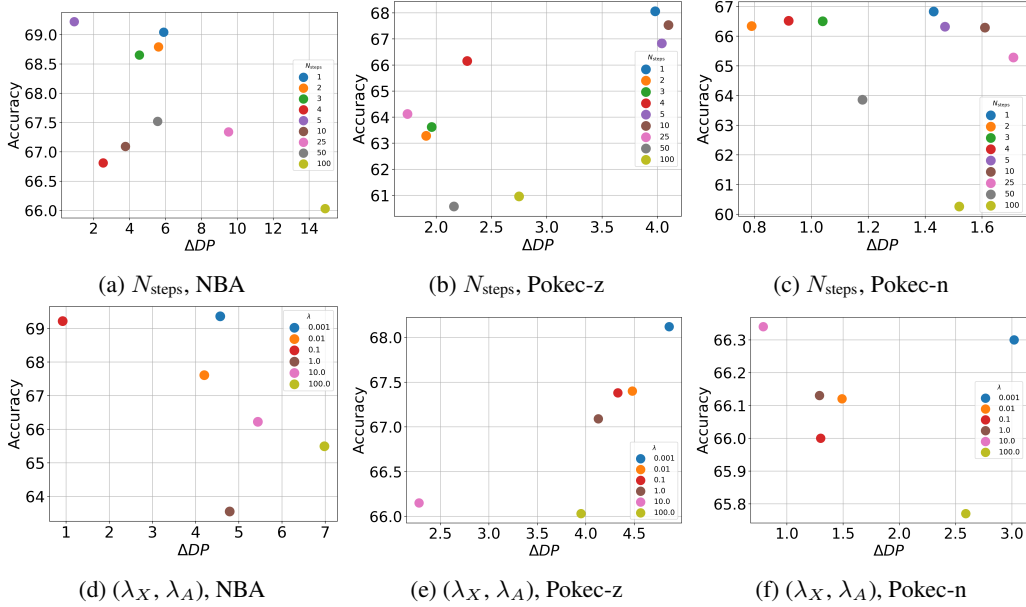 69.0
68.5
68.0
67.5
67.0
66.5
66.0
Accuracy
2 4 6 8 10 12 14
ΔDP
N_steps
1
2
3
4
5
10
25
50
100
(a) N_steps, NBA
68
67
66
65
64
63
62
61
Accuracy
2.0 2.5 3.0 3.5 4.0
ΔDP
N_steps
1
2
3
4
5
10
25
50
100
(b) N_steps, Pokec-z
67
66
65
64
63
62
61
60
Accuracy
0.8 1.0 1.2 1.4 1.6
ΔDP
N_steps
1
2
3
4
5
10
25
50
100
(c) N_steps, Pokec-n
69
68
67
66
65
64
Accuracy
1 2 3 4 5 6 7
ΔDP
λ
0.001
0.01
0.1
1.0
10.0
100.0
(d) (λ_X, λ_A), NBA
68.0
67.5
67.0
66.5
66.0
Accuracy
2.5 3.0 3.5 4.0 4.5
ΔDP
λ
0.001
0.01
0.1
1.0
10.0
100.0
(e) (λ_X, λ_A), Pokec-z
66.3
66.2
66.1
66.0
65.9
65.8
Accuracy
1.0 1.5 2.0 2.5 3.0
ΔDP
λ
0.001
0.01
0.1
1.0
10.0
100.0
(f) (λ_X, λ_A), Pokec-n